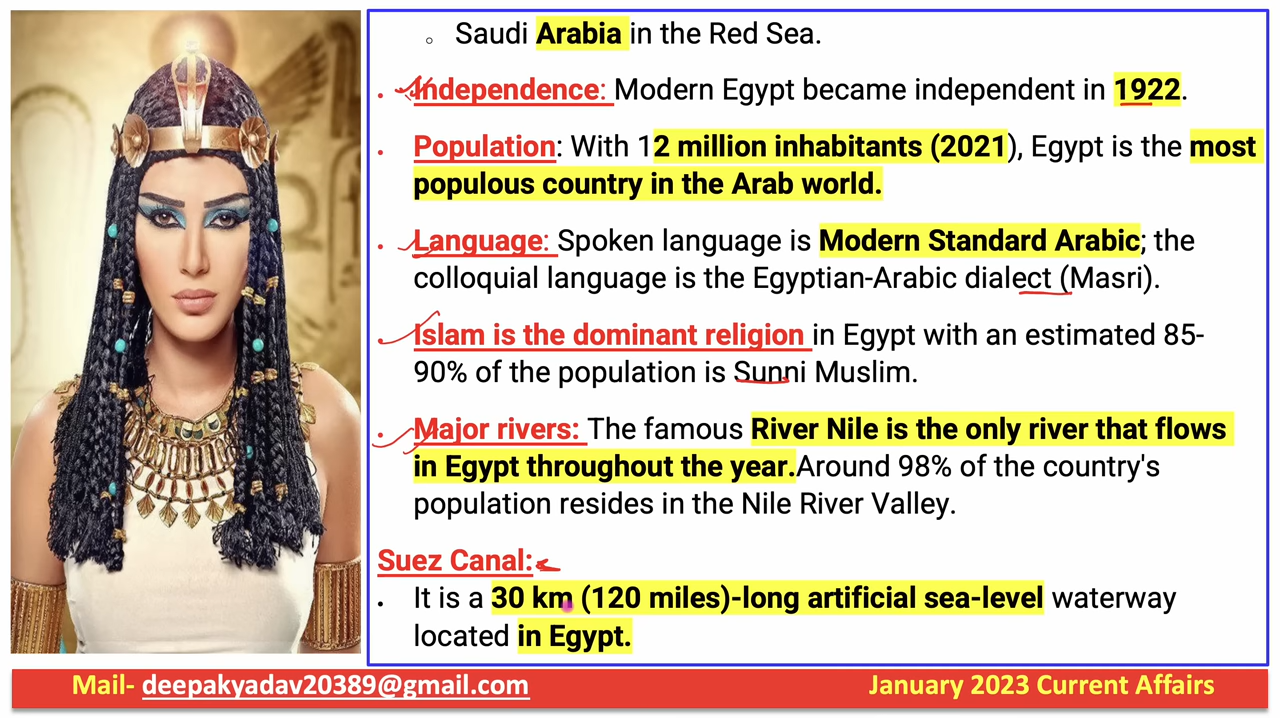 Saudi Arabia in the Red Sea.
Independence: Modern Egypt became independent in 1922.
Population: With 12 million inhabitants (2021), Egypt is the most
populous country in the Arab world.
Language: Spoken language is Modern Standard Arabic; the
colloquial language is the Egyptian-Arabic dialect (Masri).
Islam is the dominant religion in Egypt with an estimated 85-
90% of the population is Sunni Muslim.
Major rivers: The famous River Nile is the only river that flows
in Egypt throughout the year.Around 98% of the country's
population resides in the Nile River Valley.
Suez Canal:
It is a 30 km (120 miles)-long artificial sea-level waterway
located in Egypt.
Mail- deepakyadav20389@gmail.com
January 2023 Current Affairs